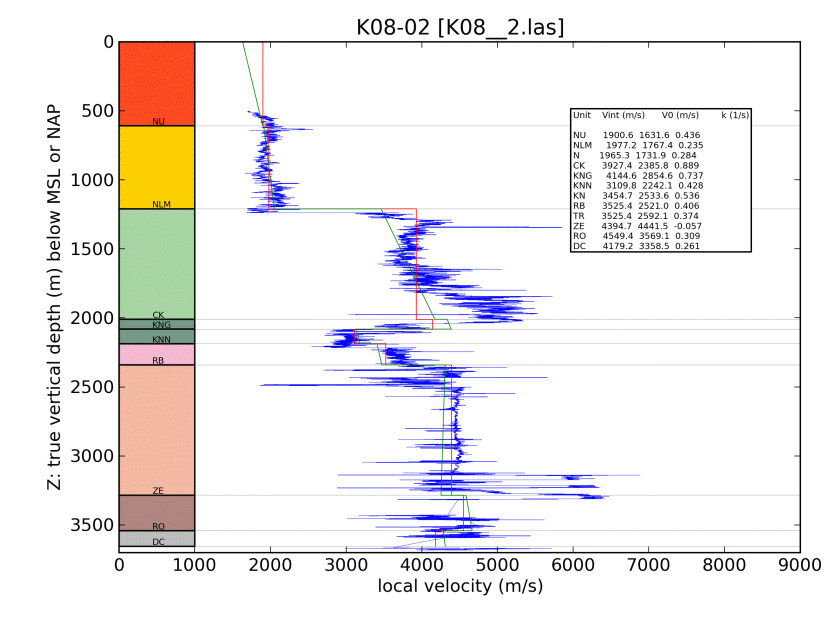 K08-02 [K08__2.las]
Z: true vertical depth (m) below MSL or NAP
0
500
1000
1500
2000
2500
3000
3500
NU
NLM
CK
KNG
KNN
RB
ZE
RO
DC
Unit Vint (m/s) V0 (m/s) k (1/s)
NU 1900.6 1631.6 0.436
NLM 1977.2 1767.4 0.235
N 1965.3 1731.9 0.284
CK 3927.4 2385.8 0.889
KNG 4144.6 2854.6 0.737
KNN 3109.8 2242.1 0.428
KN 3454.7 2533.6 0.536
RB 3525.4 2521.0 0.406
TR 3525.4 2592.1 0.374
ZE 4394.7 4441.5 -0.057
RO 4549.4 3569.1 0.309
DC 4179.2 3358.5 0.261
0 1000 2000 3000 4000 5000 6000 7000 8000 9000
local velocity (m/s)